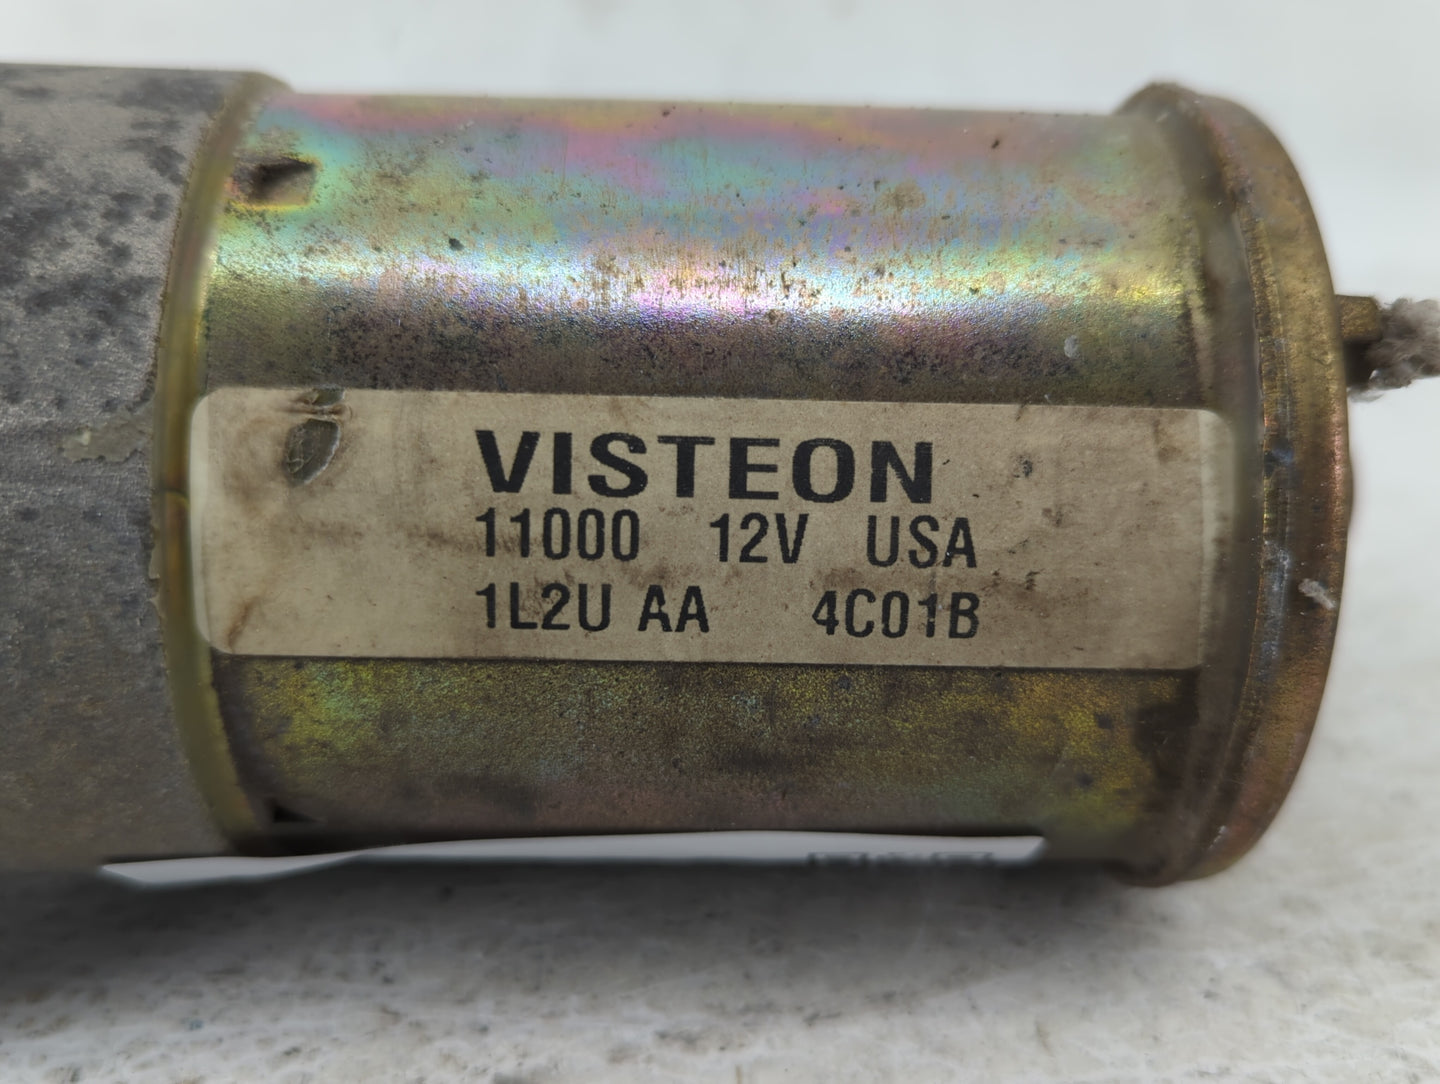 VISTEON
11000 12V USA
1L2U AA 4C01B